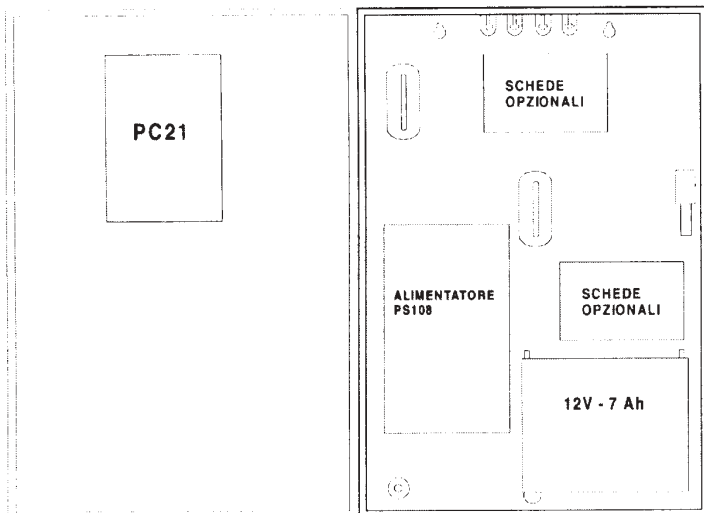 PC21
SCHEDE
OPZIONALI
ALIMENTATORE
PS108
SCHEDE
OPZIONALI
12V - 7 Ah